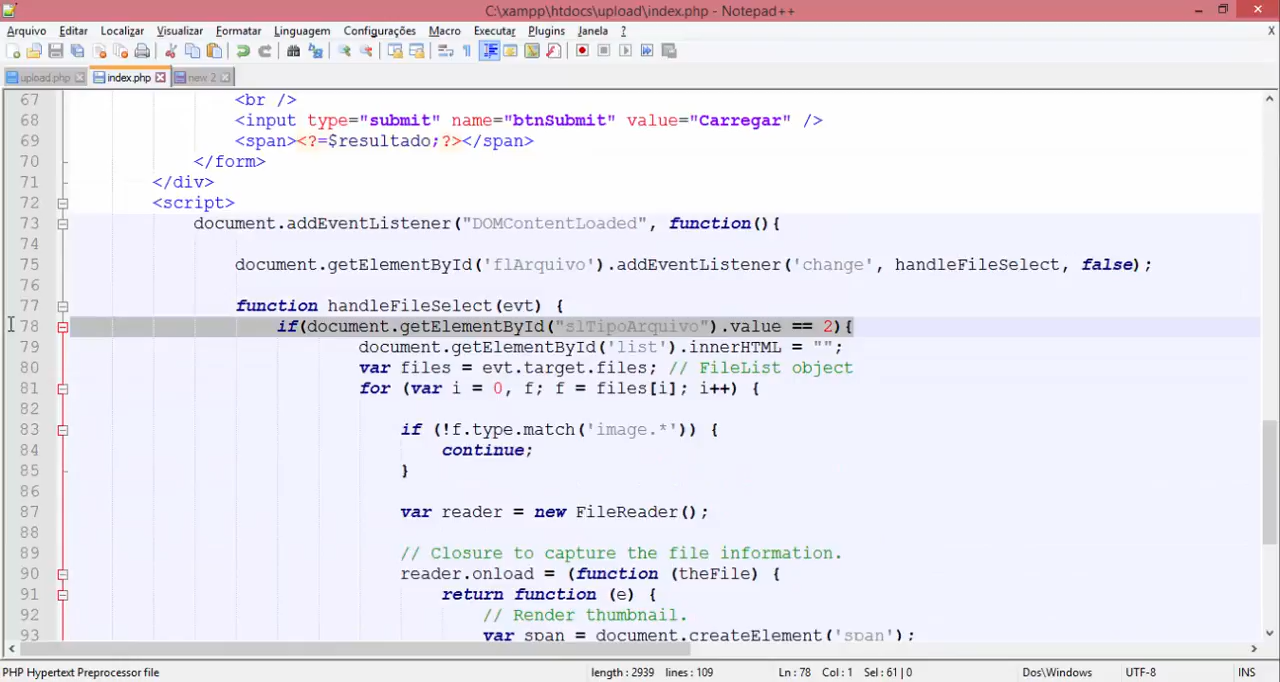 C:\xampp\htdocs\upload\index.php - Notepad++
Arquivo Editar Localizar Visualizar Formatar Linguagem Configurações Macro Executar Plugins Janela ? X
upload.php index.php new 2
67 <br />
68 <input type="submit" name="btnSubmit" value="Carregar" />
69 <span><?=$resultado;?></span>
70 </form>
71 </div>
72 <script>
73 document.addEventListener("DOMContentLoaded", function(){
74
75 document.getElementById('flArquivo').addEventListener('change', handleFileSelect, false);
76
77 function handleFileSelect(evt) {
78 if(document.getElementById("slTipoArquivo").value == 2){
79 document.getElementById('list').innerHTML = "";
80 var files = evt.target.files; // FileList object
81 for (var i = 0, f; f = files[i]; i++) {
82
83 if (!f.type.match('image.*')) {
84 continue;
85 }
86
87 var reader = new FileReader();
88
89 // Closure to capture the file information.
90 reader.onload = (function (theFile) {
91 return function (e) {
92 // Render thumbnail.
93 var span = document.createElement('span');
PHP Hypertext Preprocessor file length : 2939 lines : 109 Ln : 78 Col : 1 Sel : 61 | 0 Dos\Windows UTF-8 INS